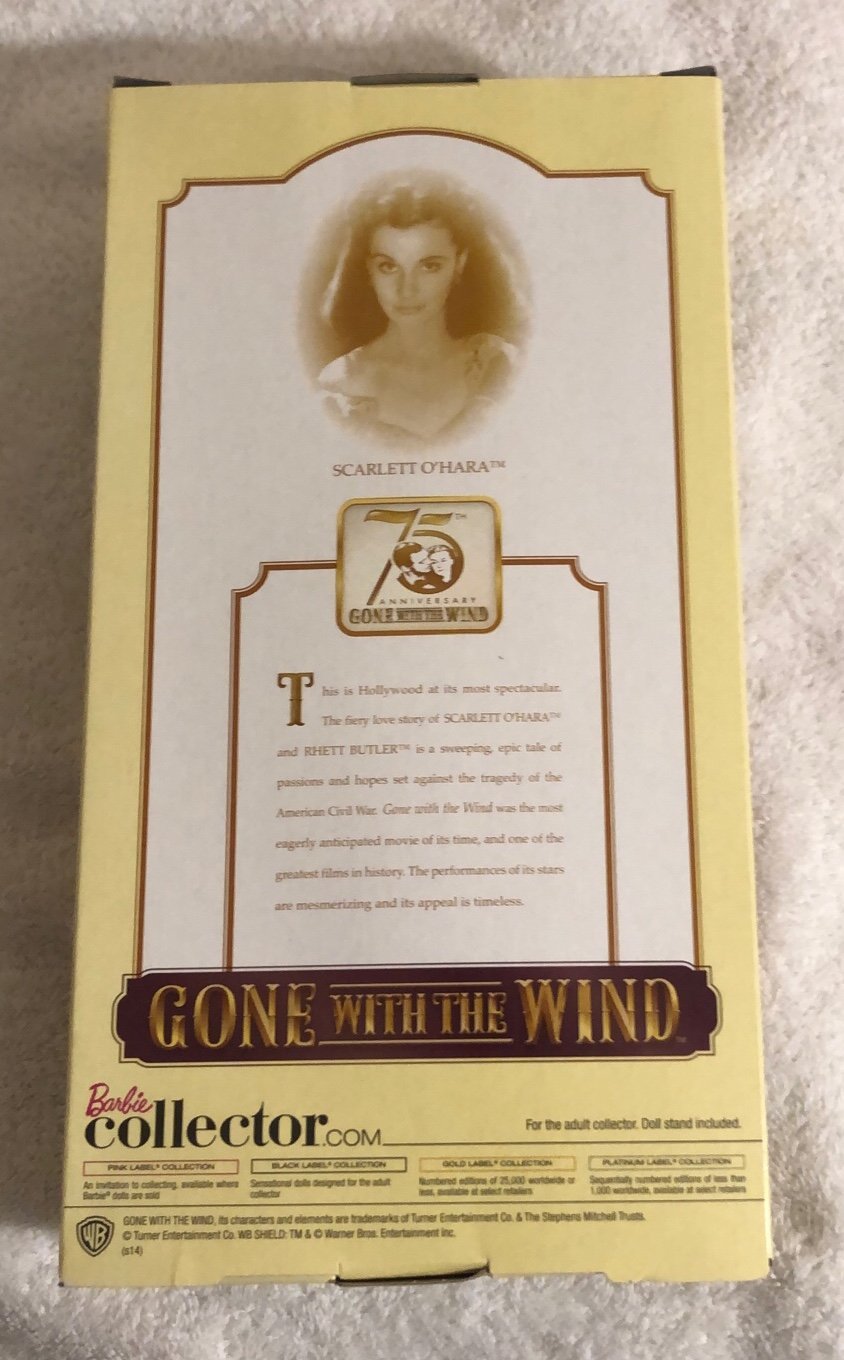 SCARLETT O'HARA™
75TH
ANNIVERSARY
GONE WITH THE WIND
This is Hollywood at its most spectacular.
The fiery love story of SCARLETT O'HARA™
and RHETT BUTLER™ is a sweeping, epic tale of
passions and hopes set against the tragedy of the
American Civil War. Gone with the Wind was the most
eagerly anticipated movie of its time, and one of the
greatest films in history. The performances of its stars
are mesmerizing and its appeal is timeless.
GONE WITH THE WIND™
Barbie
collector.COM
For the adult collector. Doll stand included.
PINK LABEL® COLLECTION
An invitation to collecting, available where
Barbie® dolls are sold
BLACK LABEL® COLLECTION
Sensational dolls designed for the adult
collector
GOLD LABEL® COLLECTION
Numbered editions of 25,000 worldwide or
less, available at select retailers
PLATINUM LABEL® COLLECTION
Sequentially numbered editions of less than
1,000 worldwide, available at select retailers
WB
GONE WITH THE WIND, its characters and elements are trademarks of Turner Entertainment Co. & The Stephens Mitchell Trusts.
© Turner Entertainment Co. WB SHIELD: TM & © Warner Bros. Entertainment Inc.
(s14)